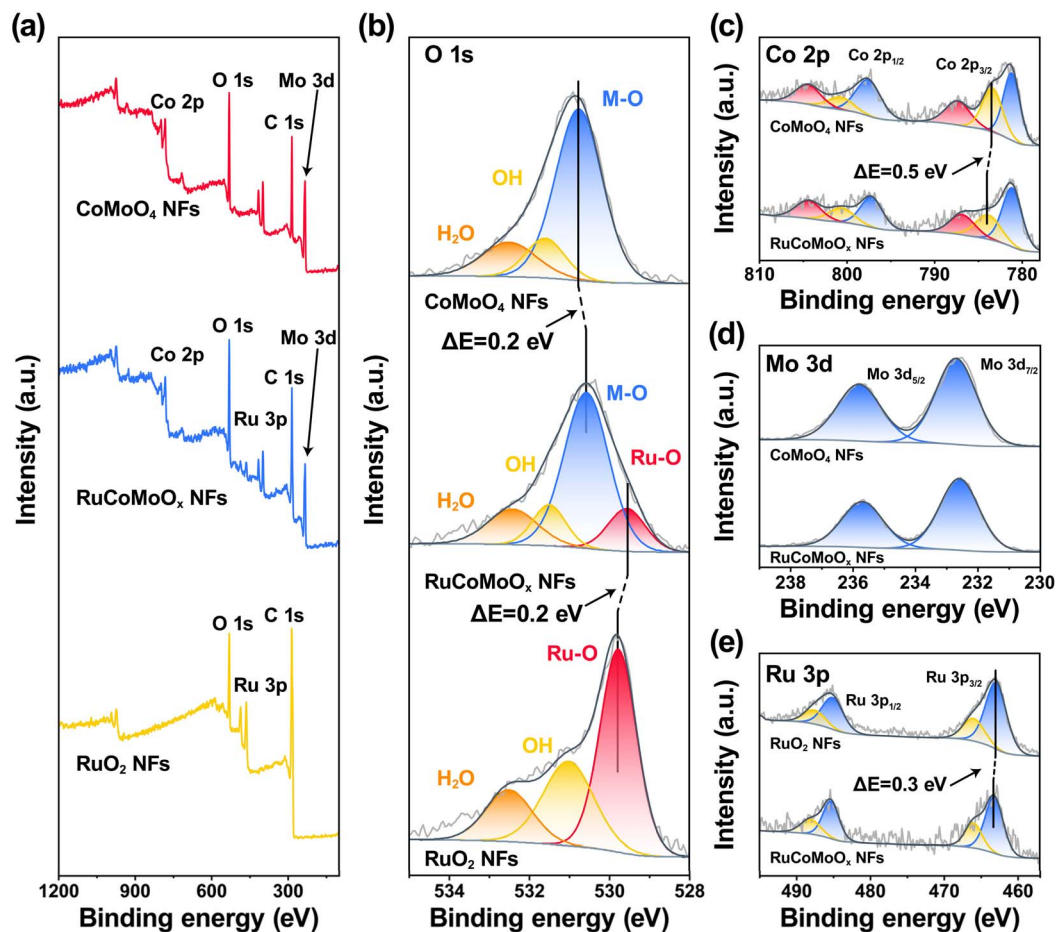 (a)
Intensity (a.u.)
O 1s
Mo 3d
Co 2p
C 1s
CoMoO₄ NFs
O 1s
Mo 3d
Co 2p
C 1s
Ru 3p
RuCoMoOₓ NFs
O 1s
C 1s
Ru 3p
RuO₂ NFs
1200 900 600 300
Binding energy (eV)
(b)
Intensity (a.u.)
O 1s
M-O
OH
H₂O
CoMoO₄ NFs
ΔE=0.2 eV
M-O
OH
Ru-O
H₂O
RuCoMoOₓ NFs
ΔE=0.2 eV
Ru-O
OH
H₂O
RuO₂ NFs
534 532 530 528
Binding energy (eV)
(c)
Intensity (a.u.)
Co 2p
Co 2p₁/₂
Co 2p₃/₂
CoMoO₄ NFs
ΔE=0.5 eV
RuCoMoOₓ NFs
810 800 790 780
Binding energy (eV)
(d)
Intensity (a.u.)
Mo 3d
Mo 3d₅/₂
Mo 3d₇/₂
CoMoO₄ NFs
RuCoMoOₓ NFs
238 236 234 232 230
Binding energy (eV)
(e)
Intensity (a.u.)
Ru 3p
Ru 3p₃/₂
Ru 3p₁/₂
RuO₂ NFs
ΔE=0.3 eV
RuCoMoOₓ NFs
490 480 470 460
Binding energy (eV)